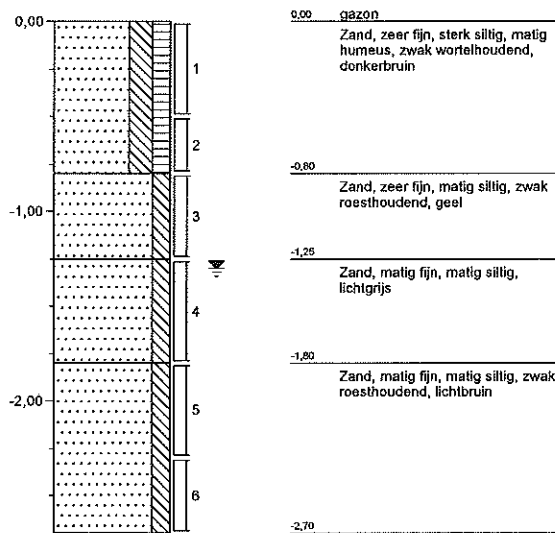 0,00
-1,00
-2,00
1
2
3
4
5
6
0,00 gazon
Zand, zeer fijn, sterk siltig, matig
humeus, zwak wortelhoudend,
donkerbruin
-0,80
Zand, zeer fijn, matig siltig, zwak
roesthoudend, geel
-1,25
Zand, matig fijn, matig siltig,
lichtgrijs
-1,80
Zand, matig fijn, matig siltig, zwak
roesthoudend, lichtbruin
-2,70